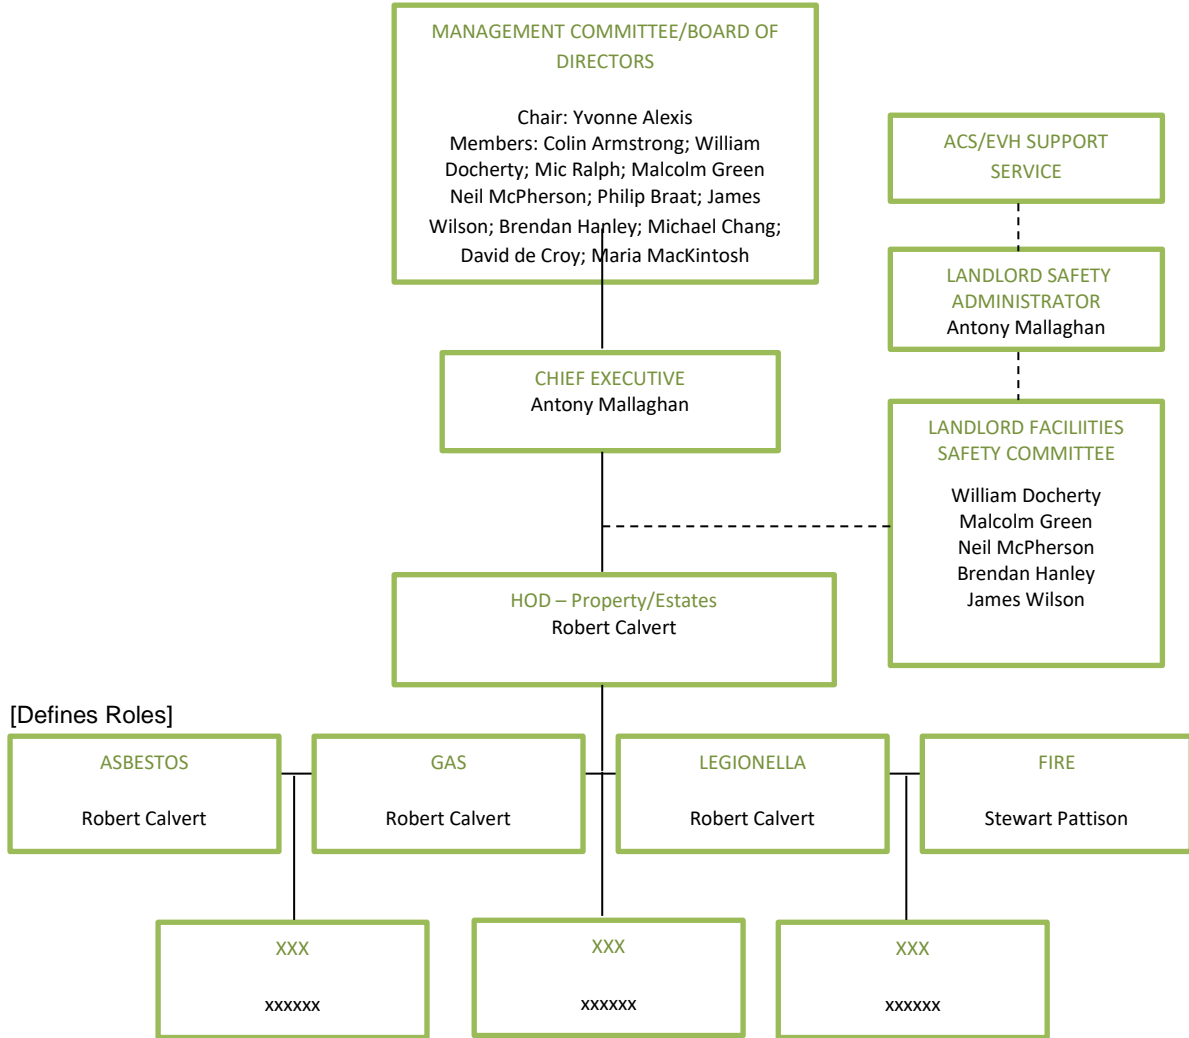 MANAGEMENT COMMITTEE/BOARD OF
DIRECTORS
Chair: Yvonne Alexis
Members: Colin Armstrong; William
Docherty; Mic Ralph; Malcolm Green
Neil McPherson; Philip Braat; James
Wilson; Brendan Hanley; Michael Chang;
David de Croy; Maria MacKintosh
ACS/EVH SUPPORT
SERVICE
LANDLORD SAFETY
ADMINISTRATOR
Antony Mallaghan
CHIEF EXECUTIVE
Antony Mallaghan
LANDLORD FACILIITIES
SAFETY COMMITTEE
William Docherty
Malcolm Green
Neil McPherson
Brendan Hanley
James Wilson
HOD – Property/Estates
Robert Calvert
[Defines Roles]
ASBESTOS
Robert Calvert
GAS
Robert Calvert
LEGIONELLA
Robert Calvert
FIRE
Stewart Pattison
XXX
xxxxxx
XXX
xxxxxx
XXX
xxxxxx